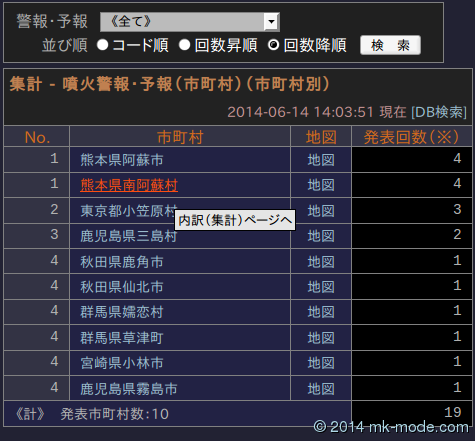 警報・予報 《全て》
並び順 コード順 回数昇順 回数降順 検 索
集計 - 噴火警報・予報(市町村)(市町村別)
2014-06-14 14:03:51 現在 [DB検索]
No. 市町村 地図 発表回数(※)
1 熊本県阿蘇市 地図 4
1 熊本県南阿蘇村 地図 4
2 東京都小笠原村 地図 3
内訳(集計)ページへ
3 鹿児島県三島村 地図 2
4 秋田県鹿角市 地図 1
4 秋田県仙北市 地図 1
4 群馬県嬬恋村 地図 1
4 群馬県草津町 地図 1
4 宮崎県小林市 地図 1
4 鹿児島県霧島市 地図 1
《計》 発表市町村数:10 19
© 2014 mk-mode.com